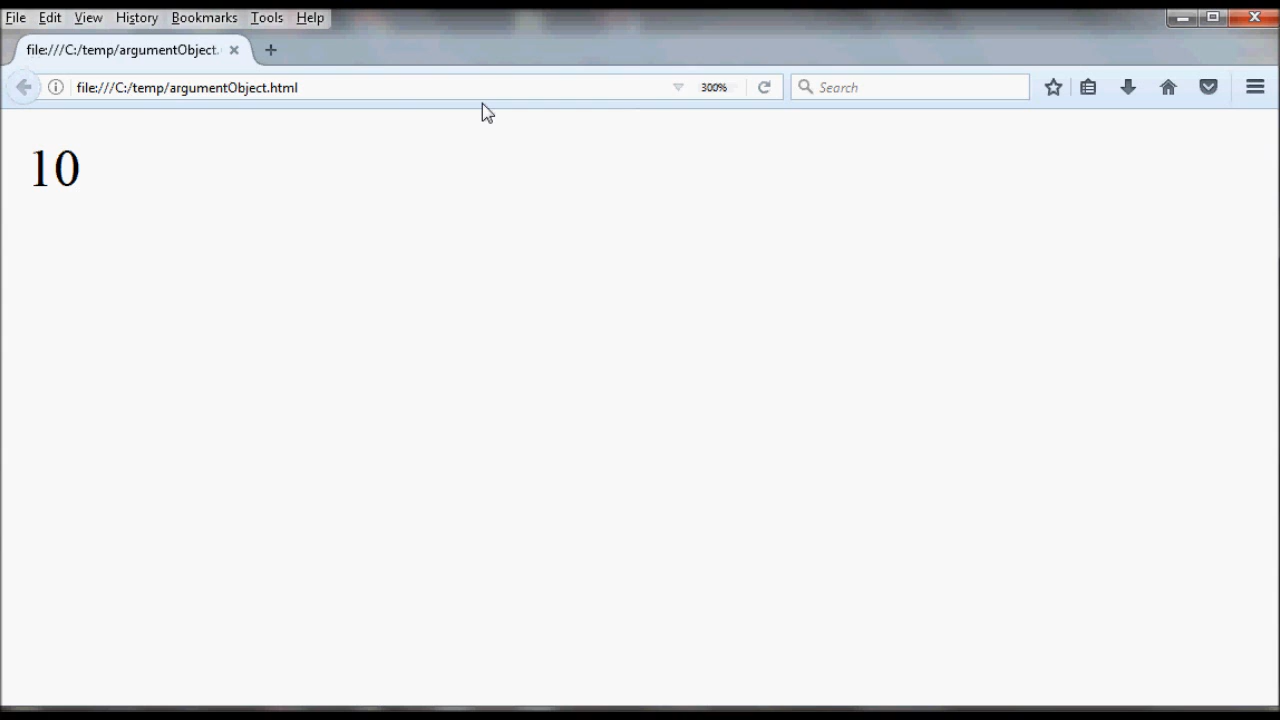 File Edit View History Bookmarks Tools Help
file:///C:/temp/argumentObject.
file:///C:/temp/argumentObject.html 300% Search
10